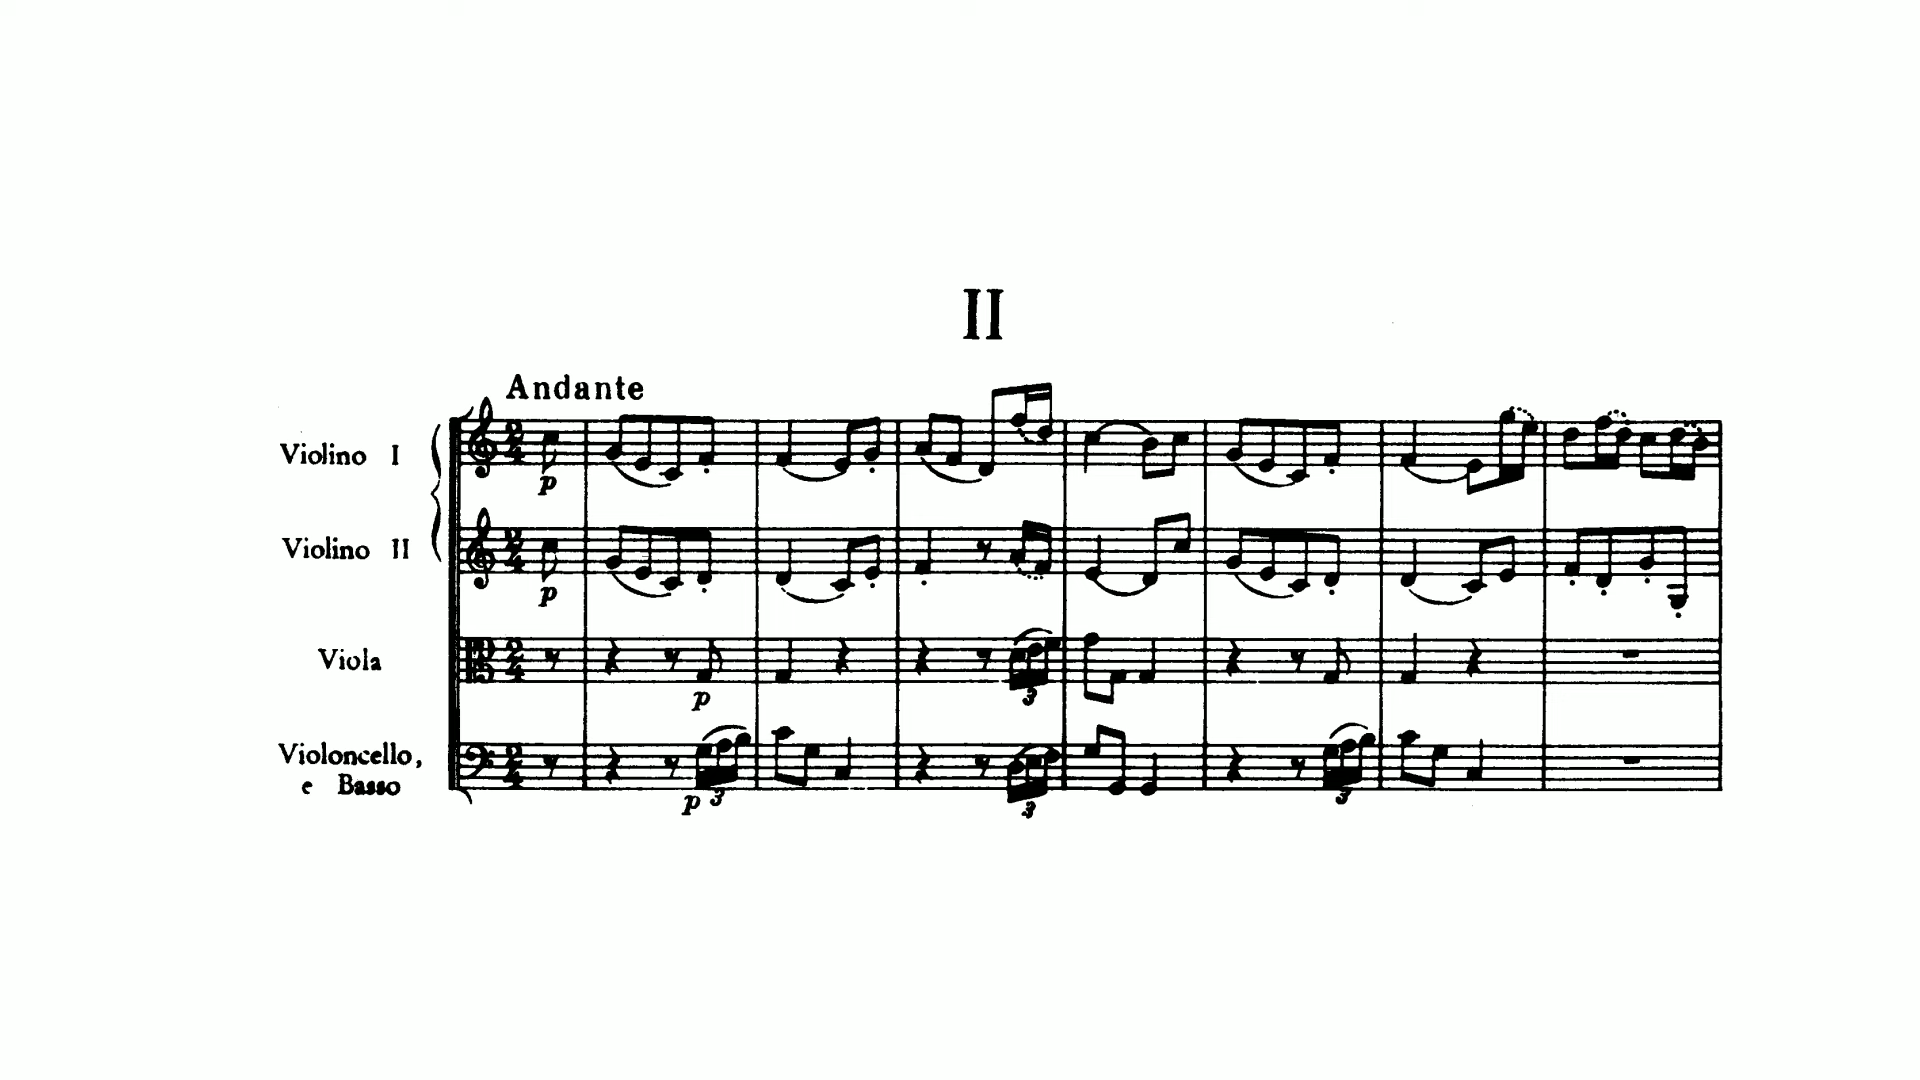 II
Andante
Violino I
p
Violino II
p
Viola
p
3
Violoncello,
e Basso
p 3
3
3